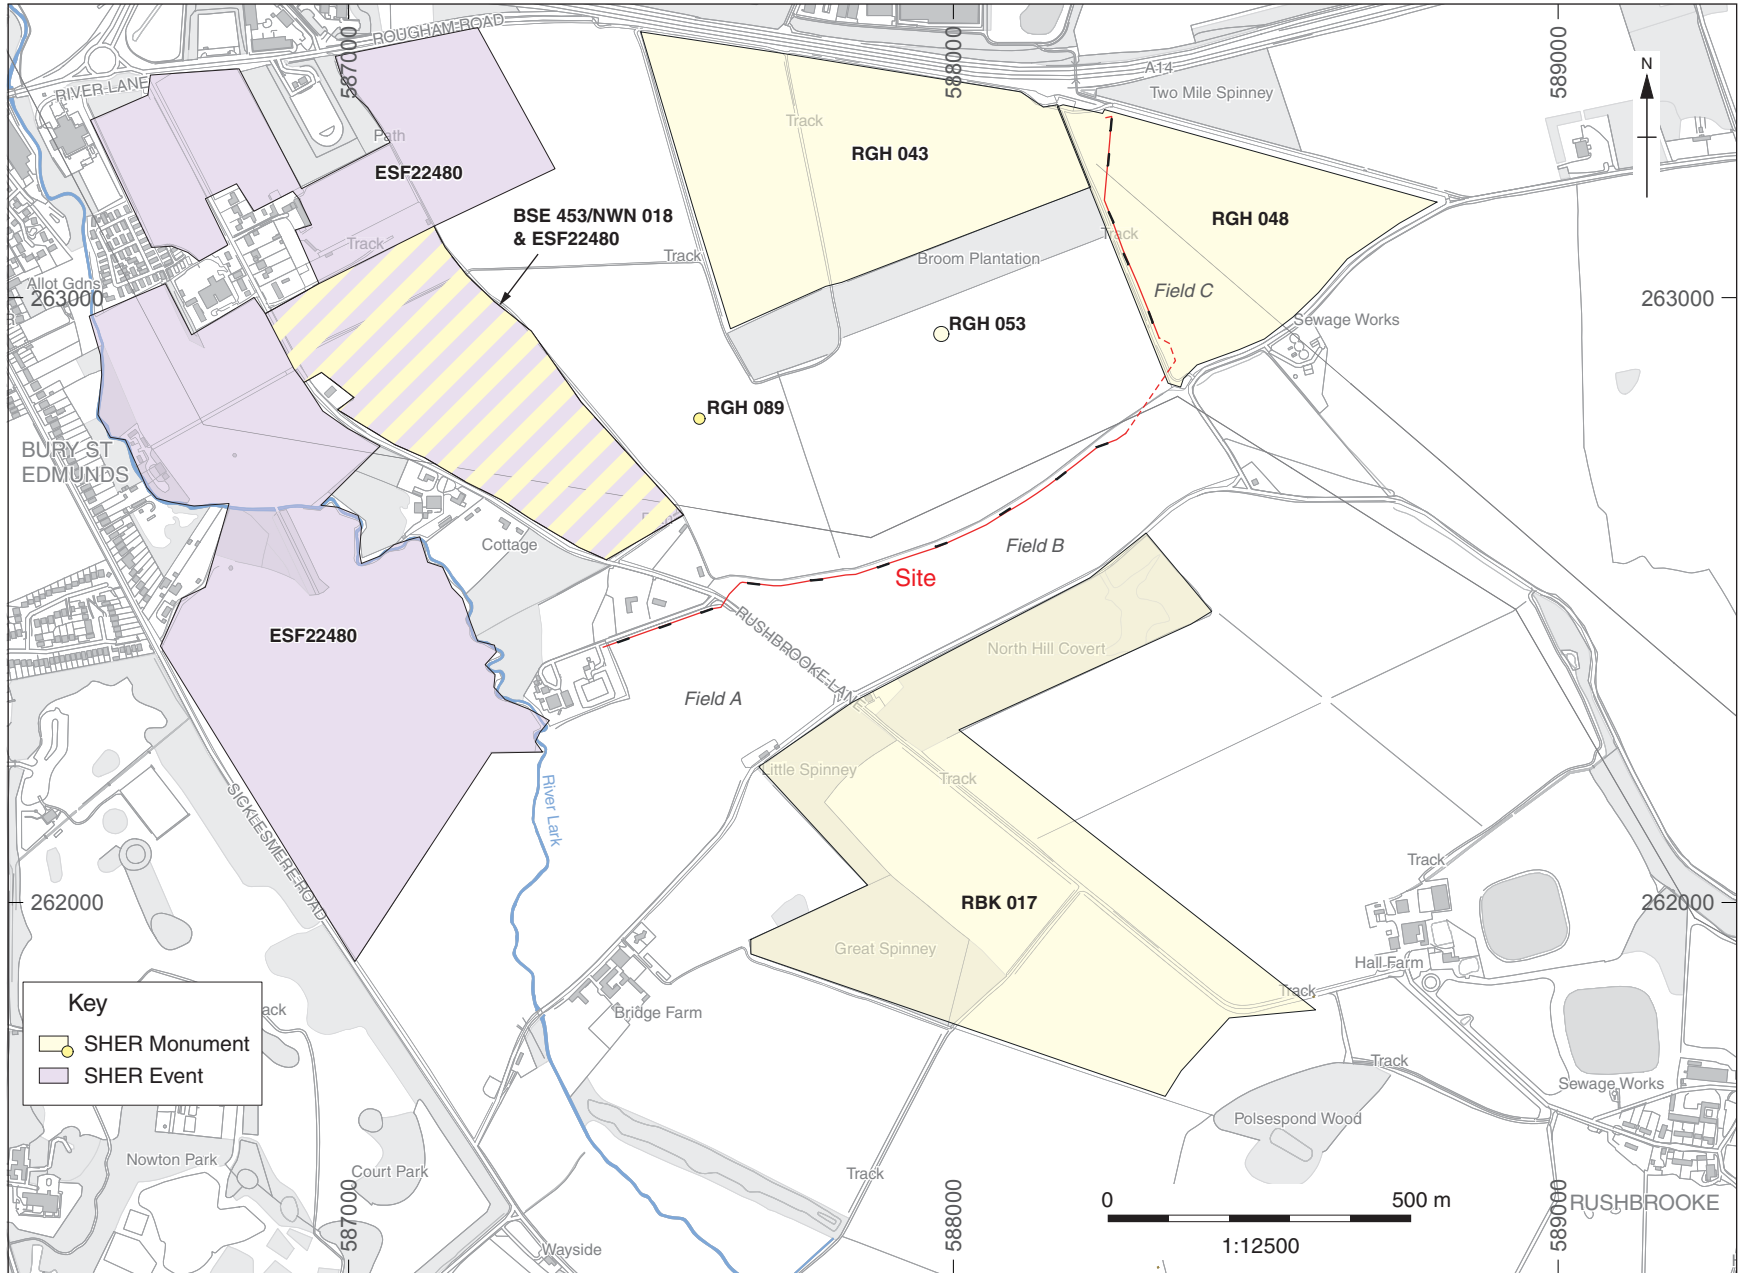 ROUGHAM ROAD
RIVER LANE
587000
588000
589000
A14
Two Mile Spinney
N
Path
Track
ESF22480
RGH 043
RGH 048
BSE 453/NWN 018
& ESF22480
Track
Track
Track
Broom Plantation
Field C
Allot Gdns
263000
263000
RGH 053
Sewage Works
RGH 089
BURY ST
EDMUNDS
Cottage
Field B
Site
ESF22480
RUSHBROOKE LANE
North Hill Covert
Field A
Little Spinney
Track
River Lark
SICKLESMERE ROAD
Track
262000
262000
RBK 017
Great Spinney
Hall Farm
Track
Bridge Farm
Key
ack
SHER Monument
SHER Event
Track
Sewage Works
Polsespond Wood
Nowton Park
Court Park
Track
587000
588000
589000
RUSHBROOKE
0
500 m
1:12500
Wayside